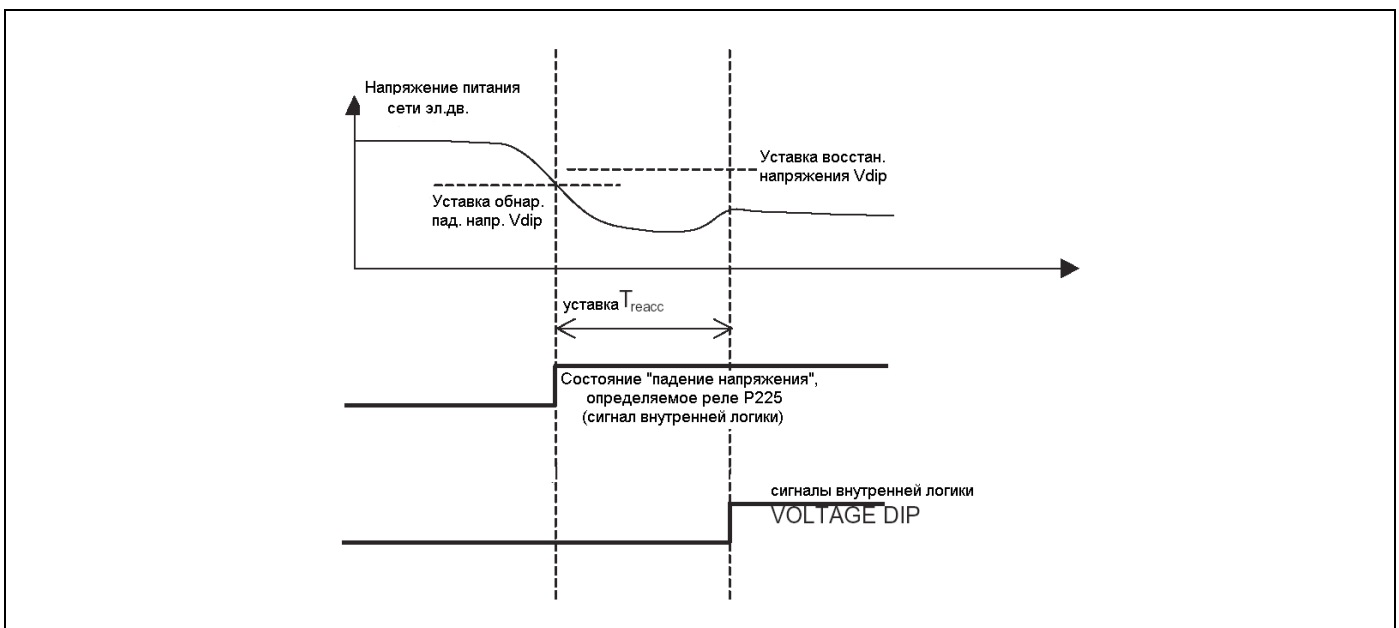 Напряжение питания
сети эл.дв.
Уставка восстан.
напряжения Vdip
Уставка обнар.
пад. напр. Vdip
уставка Treacc
Состояние "падение напряжения",
определяемое реле P225
(сигнал внутренней логики)
сигналы внутренней логики
VOLTAGE DIP